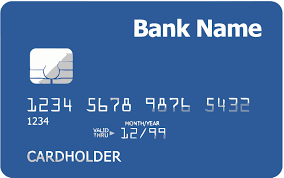 Bank Name
1234 5678 9876 5432
1234
MONTH/YEAR
VALID THRU 12/99
CARDHOLDER